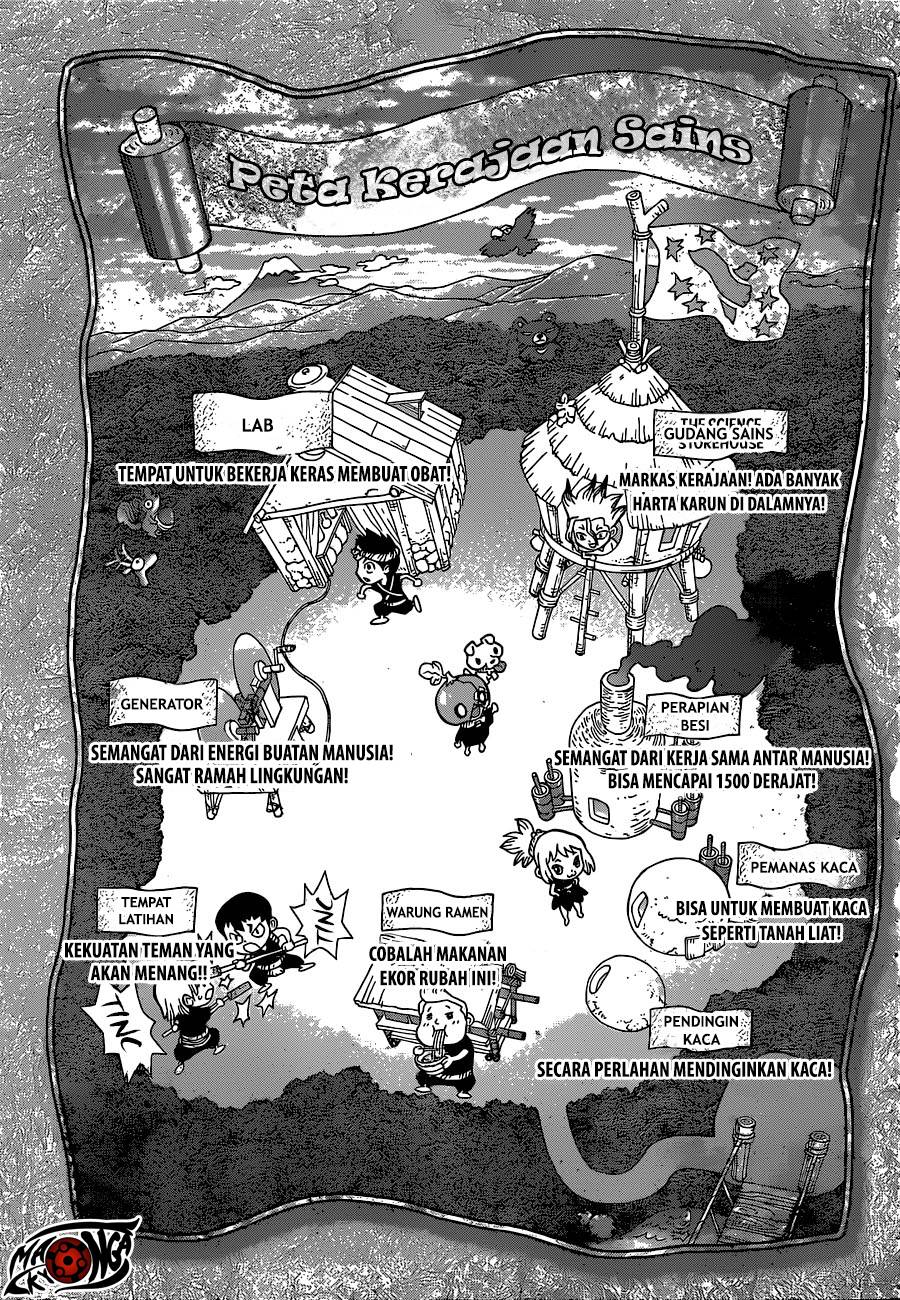 Peta Kerajaan Sains
LAB
TEMPAT UNTUK BEKERJA KERAS MEMBUAT OBAT!
THE SCIENCE
GUDANG SAINS
STOREHOUSE
MARKAS KERAJAAN! ADA BANYAK
HARTA KARUN DI DALAMNYA!
GENERATOR
SEMANGAT DARI ENERGI BUATAN MANUSIA!
SANGAT RAMAH LINGKUNGAN!
PERAPIAN
BESI
SEMANGAT DARI KERJA SAMA ANTAR MANUSIA!
BISA MENCAPAI 1500 DERAJAT!
TEMPAT
LATIHAN
KEKUATAN TEMAN YANG
AKAN MENANG!!
TINC
TINC
WARUNG RAMEN
COBALAH MAKANAN
EKOR RUBAH INI!
PEMANAS KACA
BISA UNTUK MEMBUAT KACA
SEPERTI TANAH LIAT!
PENDINGIN
KACA
SECARA PERLAHAN MENDINGINKAN KACA!
MANGA
KYO